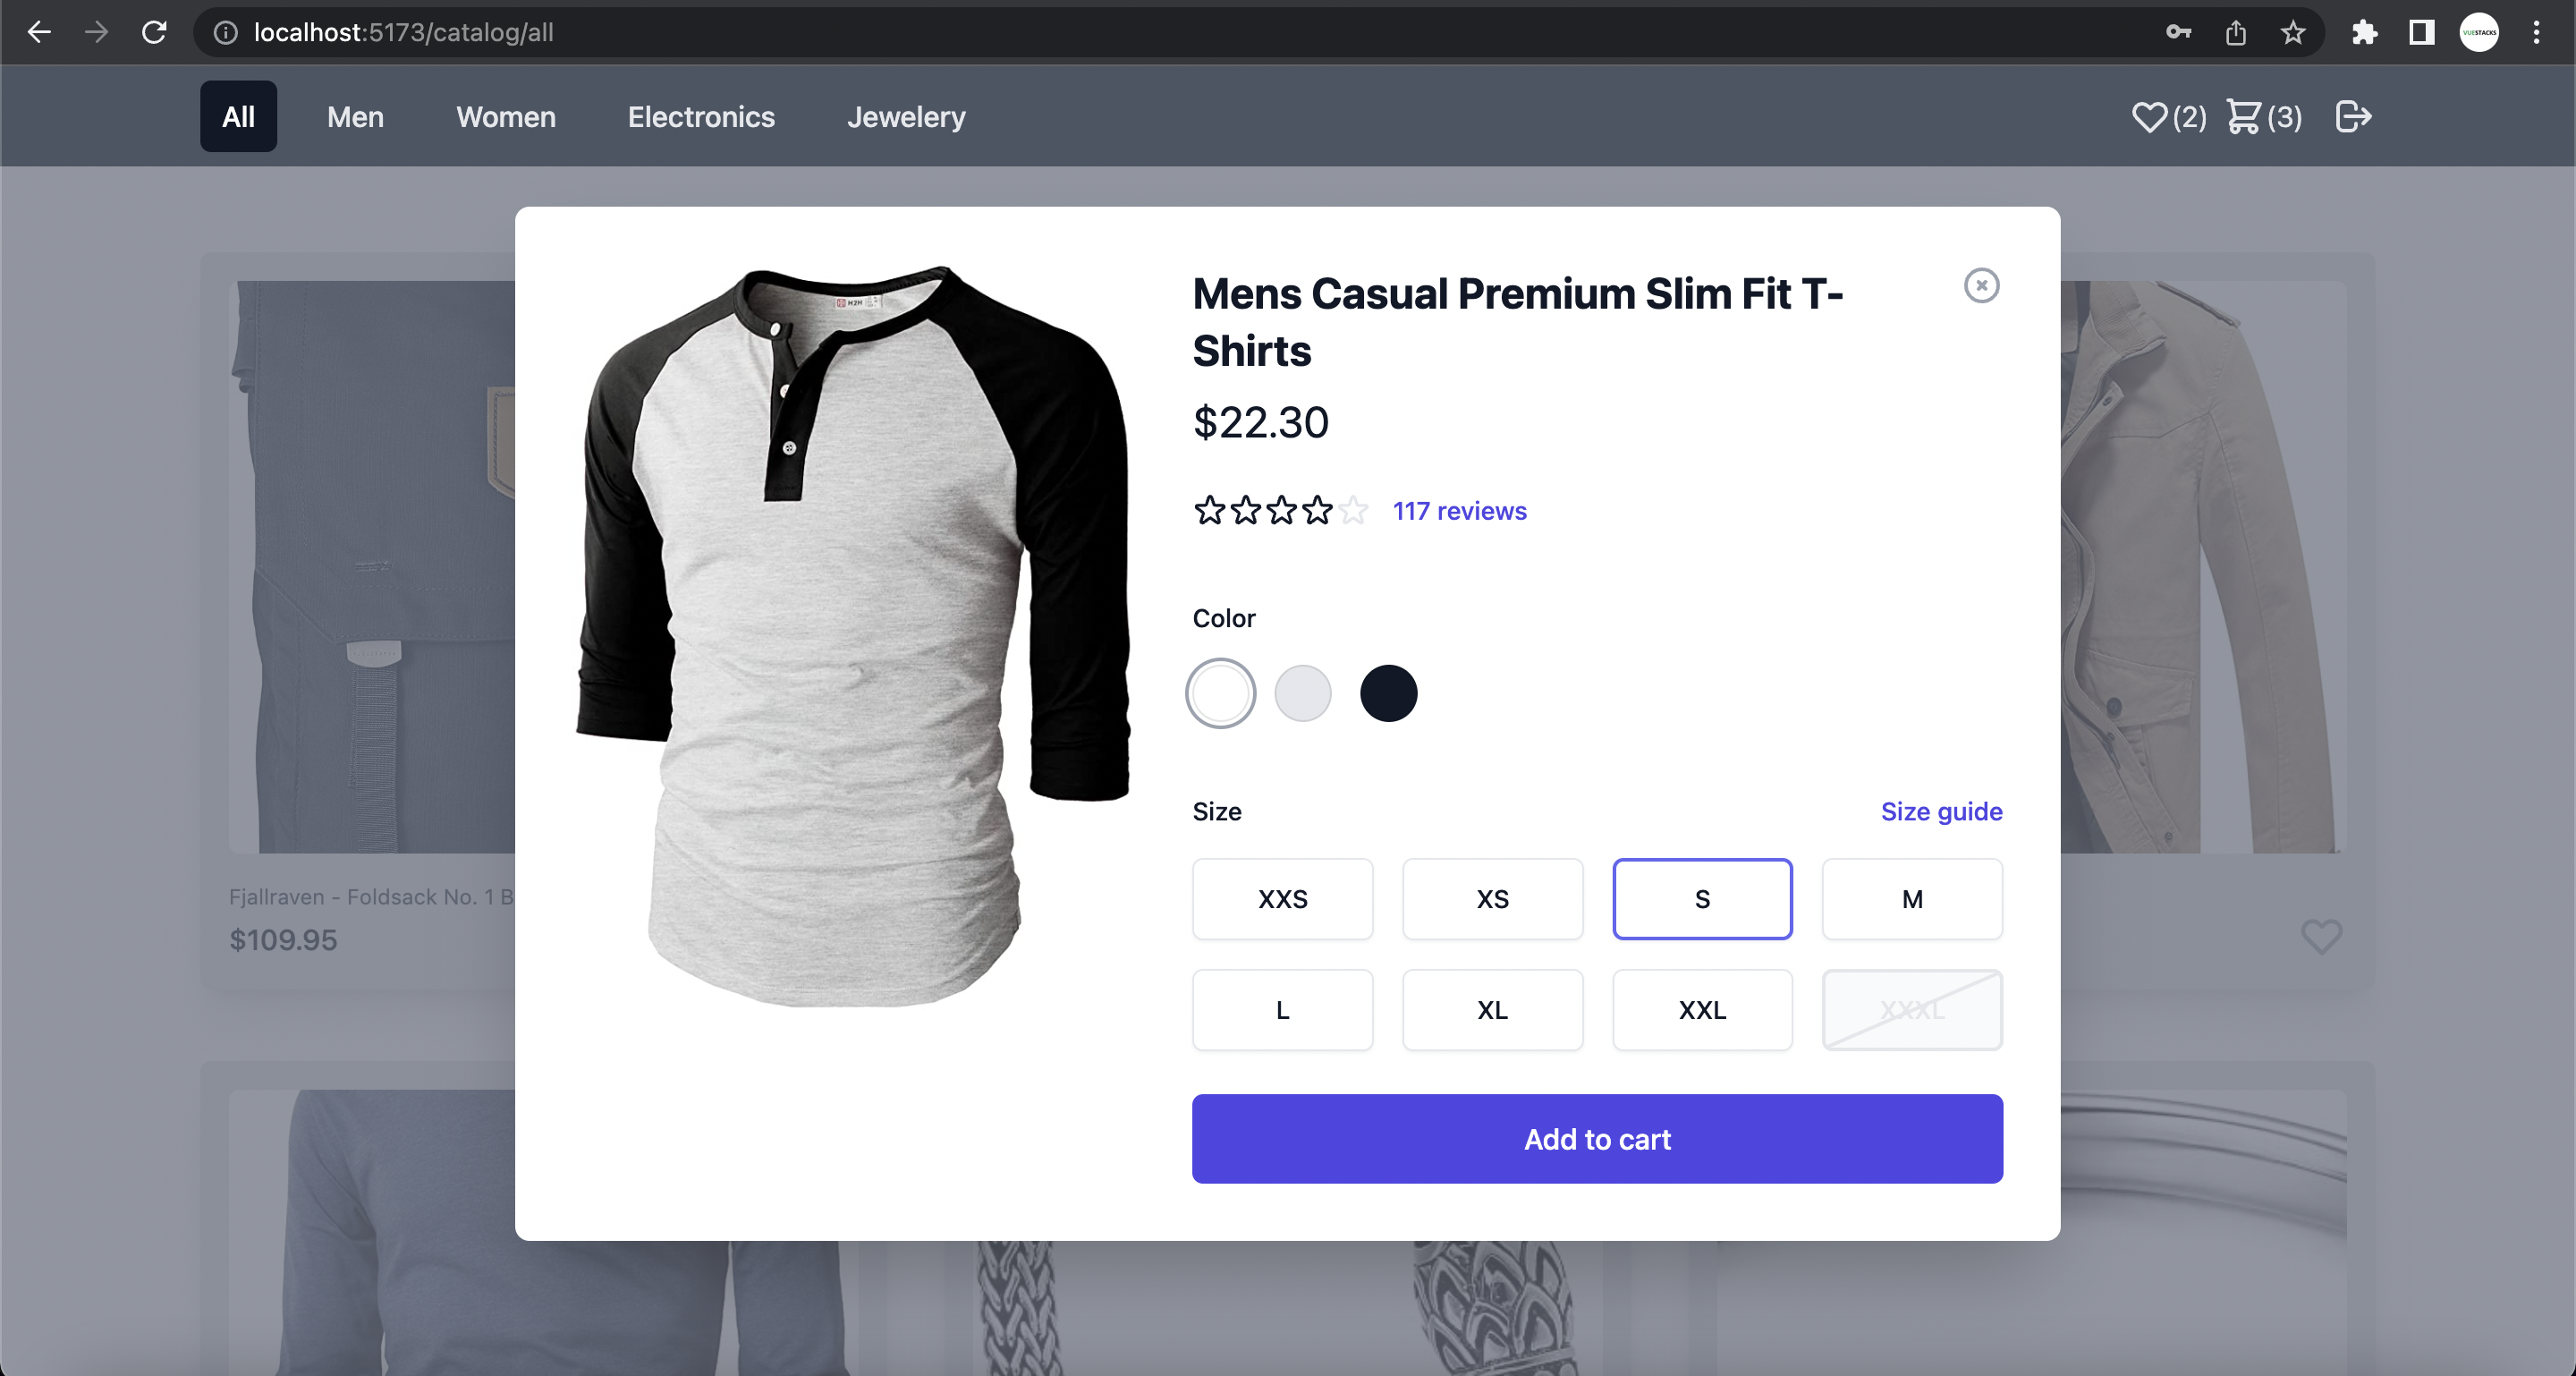 localhost:5173/catalog/all
VUESTACKS
All Men Women Electronics Jewelery (2) (3)
H2H
Mens Casual Premium Slim Fit T-
Shirts
$22.30
117 reviews
Color
Size Size guide
XXS XS S M
L XL XXL XXXL
Add to cart
Fjallraven - Foldsack No. 1 B
$109.95